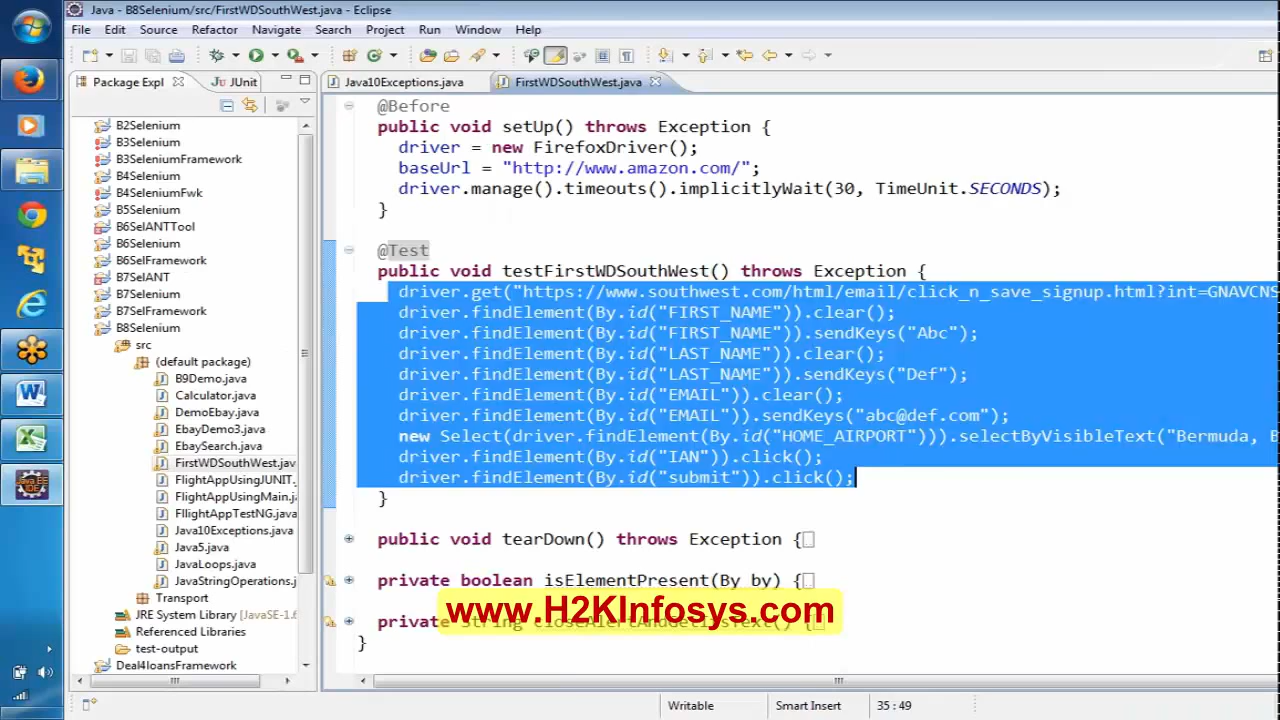 Java - B8Selenium/src/FirstWDSouthWest.java - Eclipse
File Edit Source Refactor Navigate Search Project Run Window Help
Package Expl JUnit Java10Exceptions.java FirstWDSouthWest.java
B2Selenium
B3Selenium
B3SeleniumFramework
B4Selenium
B4SeleniumFwk
B5Selenium
B6SelANTTool
B6Selenium
B6SelFramework
B7SelANT
B7Selenium
B7SelFramework
B8Selenium
src
(default package)
B9Demo.java
Calculator.java
DemoEbay.java
EbayDemo3.java
EbaySearch.java
FirstWDSouthWest.jav
FlightAppUsingJUNIT.
FlightAppUsingMain.j
FllightAppTestNG.java
Java10Exceptions.java
Java5.java
JavaLoops.java
JavaStringOperations.j
Transport
JRE System Library [JavaSE-1.6
Referenced Libraries
test-output
Deal4loansFramework
@Before
public void setUp() throws Exception {
driver = new FirefoxDriver();
baseUrl = "http://www.amazon.com/";
driver.manage().timeouts().implicitlyWait(30, TimeUnit.SECONDS);
}
@Test
public void testFirstWDSouthWest() throws Exception {
driver.get("https://www.southwest.com/html/email/click_n_save_signup.html?int=GNAVCNS
driver.findElement(By.id("FIRST_NAME")).clear();
driver.findElement(By.id("FIRST_NAME")).sendKeys("Abc");
driver.findElement(By.id("LAST_NAME")).clear();
driver.findElement(By.id("LAST_NAME")).sendKeys("Def");
driver.findElement(By.id("EMAIL")).clear();
driver.findElement(By.id("EMAIL")).sendKeys("abc@def.com");
new Select(driver.findElement(By.id("HOME_AIRPORT"))).selectByVisibleText("Bermuda, B
driver.findElement(By.id("IAN")).click();
driver.findElement(By.id("submit")).click();
}
public void tearDown() throws Exception {
private boolean isElementPresent(By by) {
www.H2KInfosys.com
private String closeAlertAndGetItsText() {
}
Writable Smart Insert 35 : 49